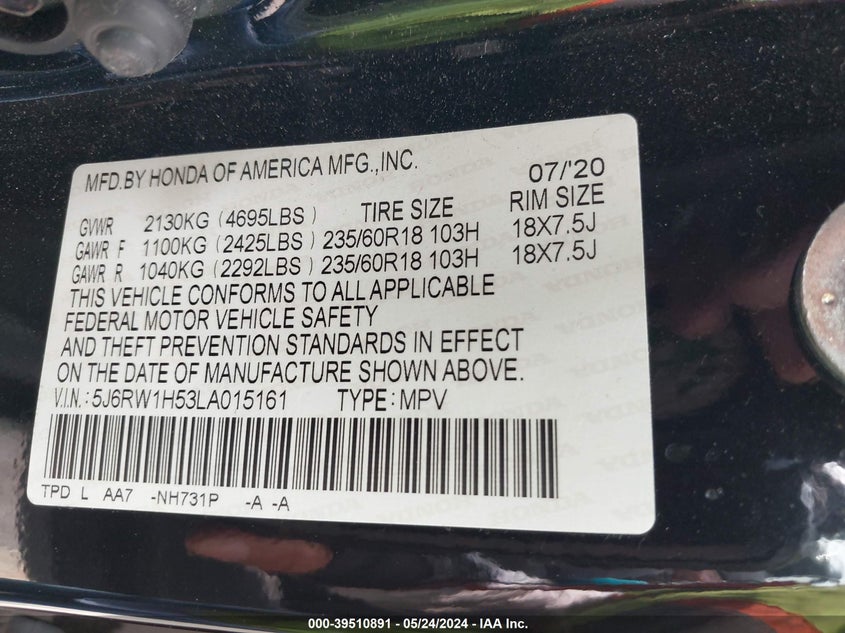 MFD.BY HONDA OF AMERICA MFG.,INC. 07/'20
GVWR 2130KG (4695LBS) TIRE SIZE RIM SIZE
GAWR F 1100KG (2425LBS) 235/60R18 103H 18X7.5J
GAWR R 1040KG (2292LBS) 235/60R18 103H 18X7.5J
THIS VEHICLE CONFORMS TO ALL APPLICABLE
FEDERAL MOTOR VEHICLE SAFETY
AND THEFT PREVENTION STANDARDS IN EFFECT
ON THE DATE OF MANUFACTURE SHOWN ABOVE.
V.I.N.: 5J6RW1H53LA015161 TYPE: MPV
TPD L AA7 -NH731P -A -A
000-39510891 - 05/24/2024 - IAA Inc.